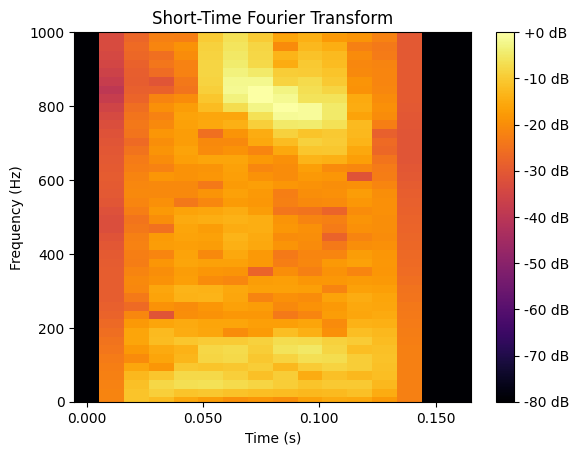 Short-Time Fourier Transform
Frequency (Hz)
1000
800
600
400
200
0
0.000
0.050
0.100
0.150
Time (s)
+0 dB
-10 dB
-20 dB
-30 dB
-40 dB
-50 dB
-60 dB
-70 dB
-80 dB